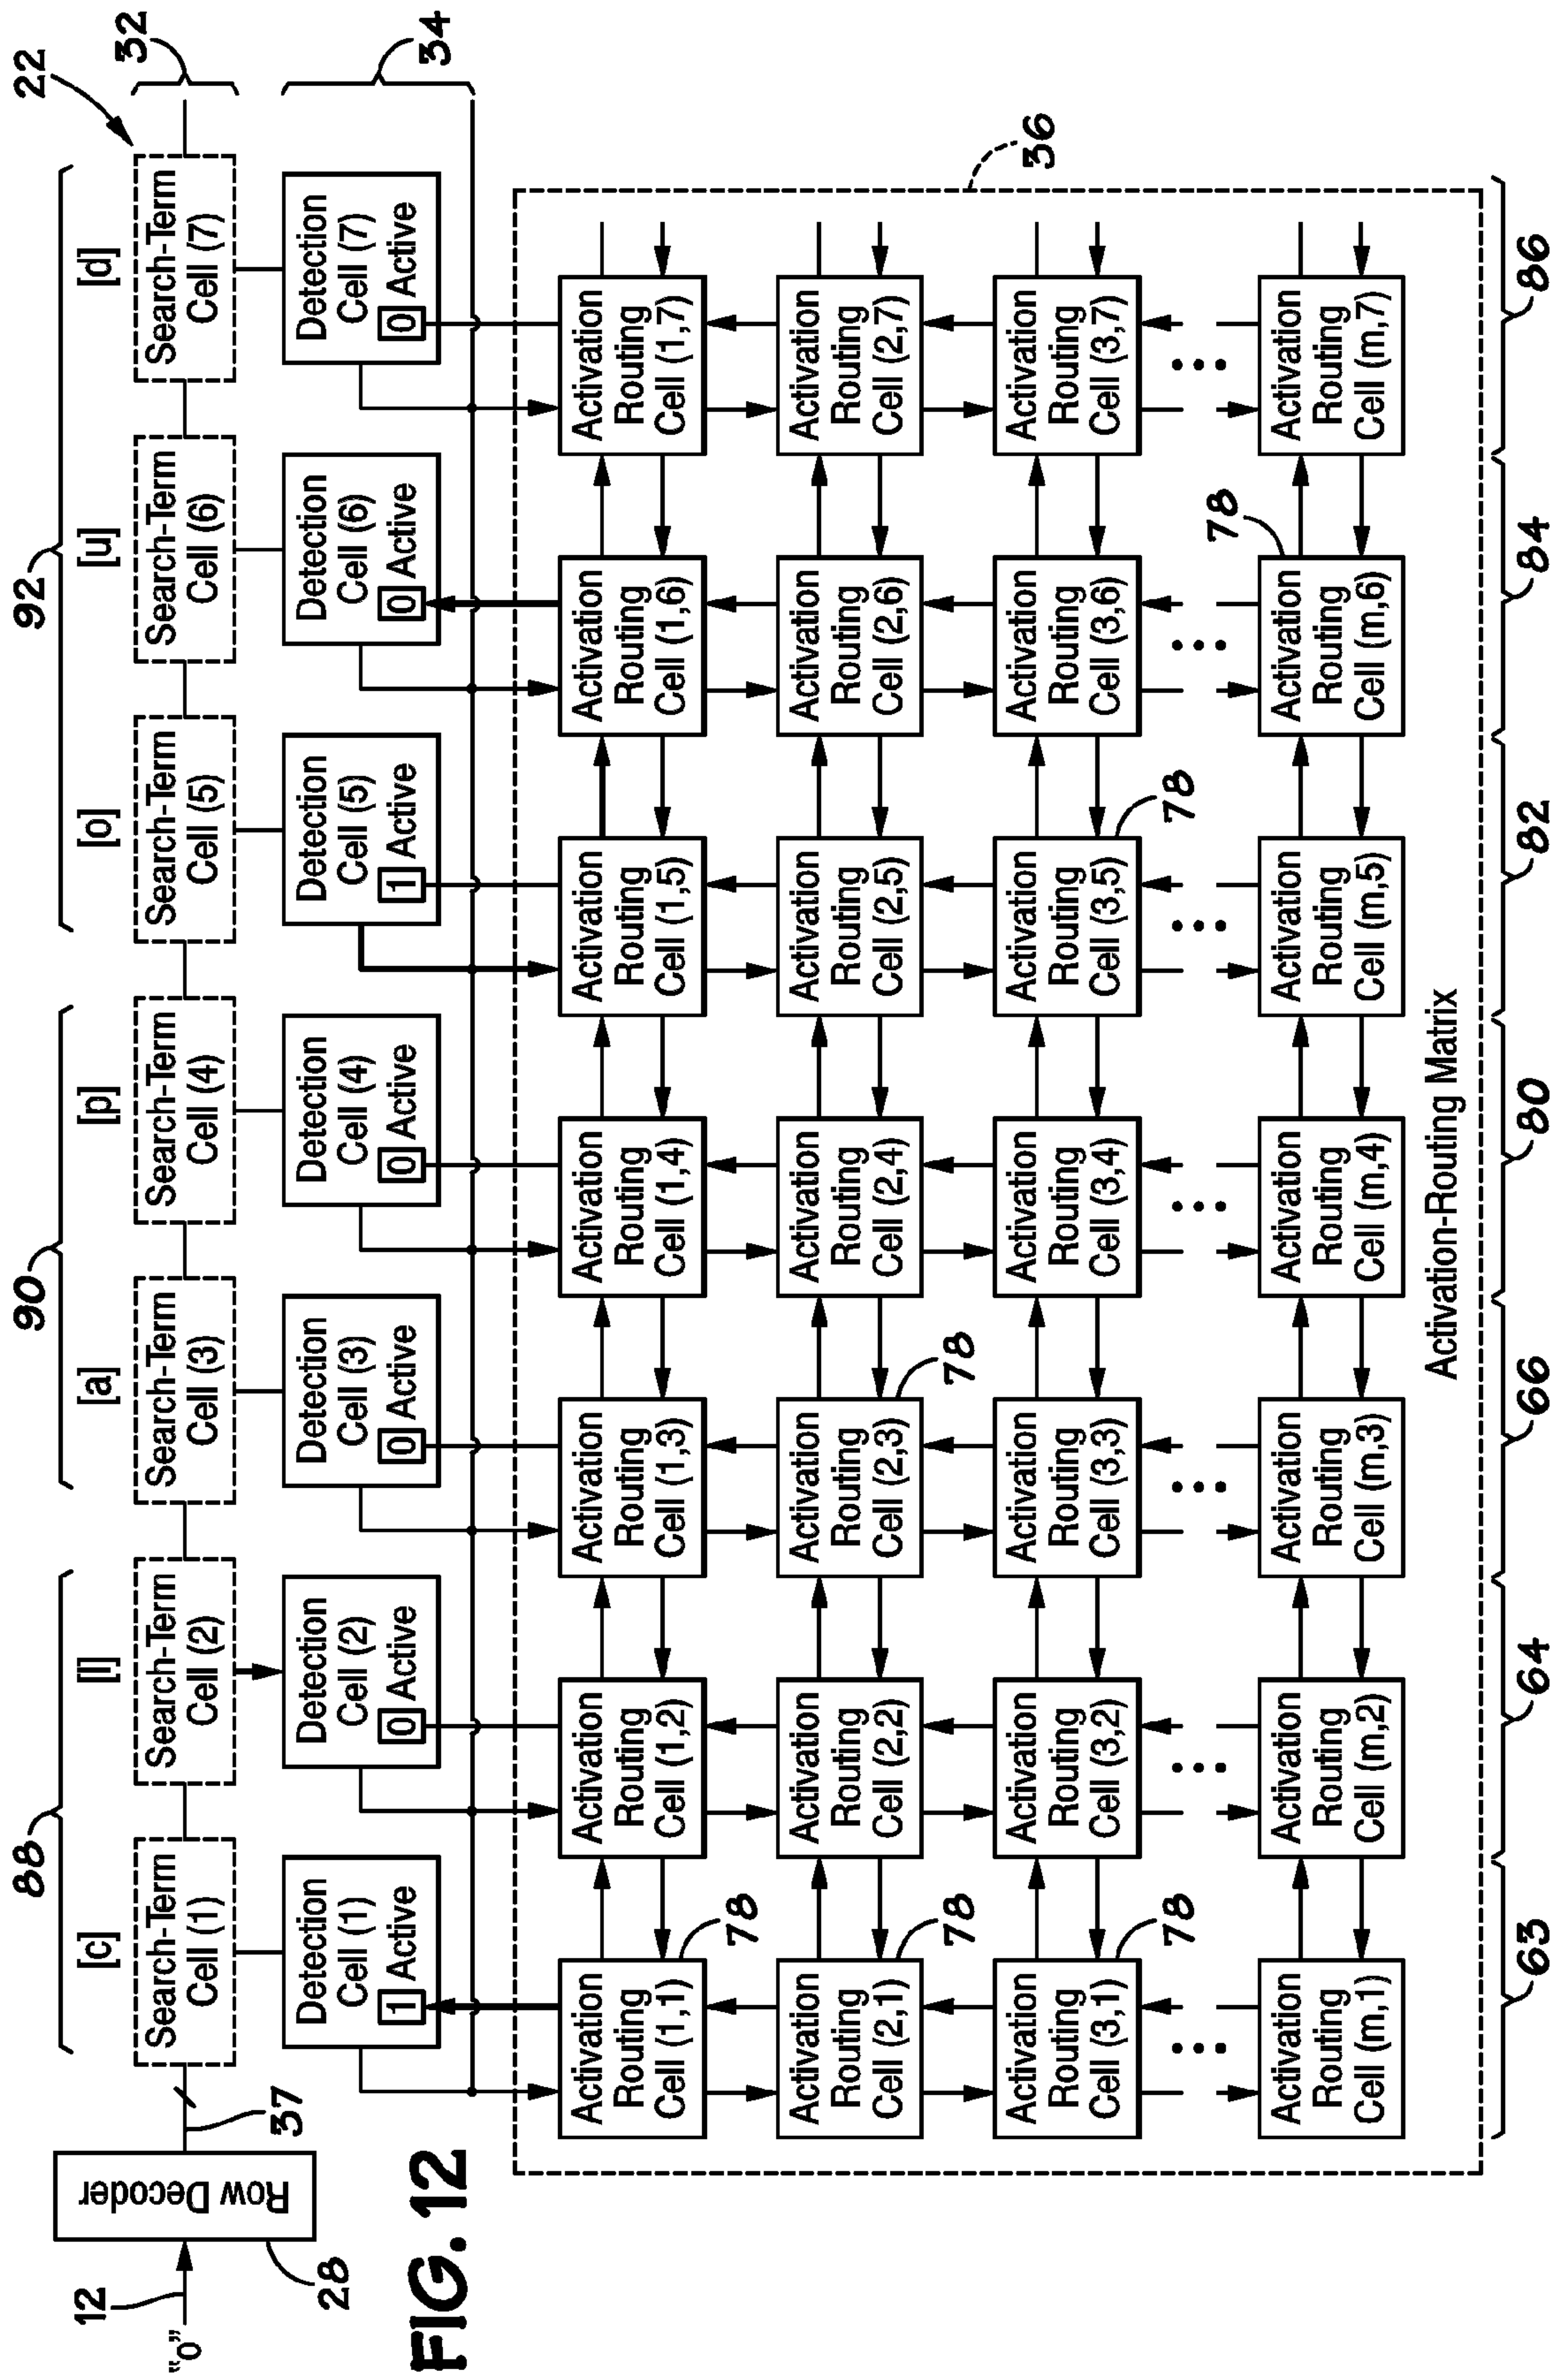 88
90
92
22
[c]
[l]
[a]
[p]
[o]
[u]
[d]
12
"o"
Row Decoder
28
37
Search-Term
Cell (1)
Search-Term
Cell (2)
Search-Term
Cell (3)
Search-Term
Cell (4)
Search-Term
Cell (5)
Search-Term
Cell (6)
Search-Term
Cell (7)
32
Detection
Cell (1)
1 Active
Detection
Cell (2)
0 Active
Detection
Cell (3)
0 Active
Detection
Cell (4)
0 Active
Detection
Cell (5)
1 Active
Detection
Cell (6)
0 Active
Detection
Cell (7)
0 Active
34
FIG. 12
36
Activation
Routing
Cell (1,1)
78
Activation
Routing
Cell (1,2)
Activation
Routing
Cell (1,3)
Activation
Routing
Cell (1,4)
Activation
Routing
Cell (1,5)
Activation
Routing
Cell (1,6)
Activation
Routing
Cell (1,7)
Activation
Routing
Cell (2,1)
78
Activation
Routing
Cell (2,2)
Activation
Routing
Cell (2,3)
78
Activation
Routing
Cell (2,4)
Activation
Routing
Cell (2,5)
Activation
Routing
Cell (2,6)
Activation
Routing
Cell (2,7)
Activation
Routing
Cell (3,1)
78
Activation
Routing
Cell (3,2)
Activation
Routing
Cell (3,3)
Activation
Routing
Cell (3,4)
Activation
Routing
Cell (3,5)
78
Activation
Routing
Cell (3,6)
Activation
Routing
Cell (3,7)
Activation
Routing
Cell (m,1)
Activation
Routing
Cell (m,2)
Activation
Routing
Cell (m,3)
Activation
Routing
Cell (m,4)
Activation
Routing
Cell (m,5)
Activation
Routing
Cell (m,6)
78
Activation
Routing
Cell (m,7)
Activation-Routing Matrix
63
64
66
80
82
84
86